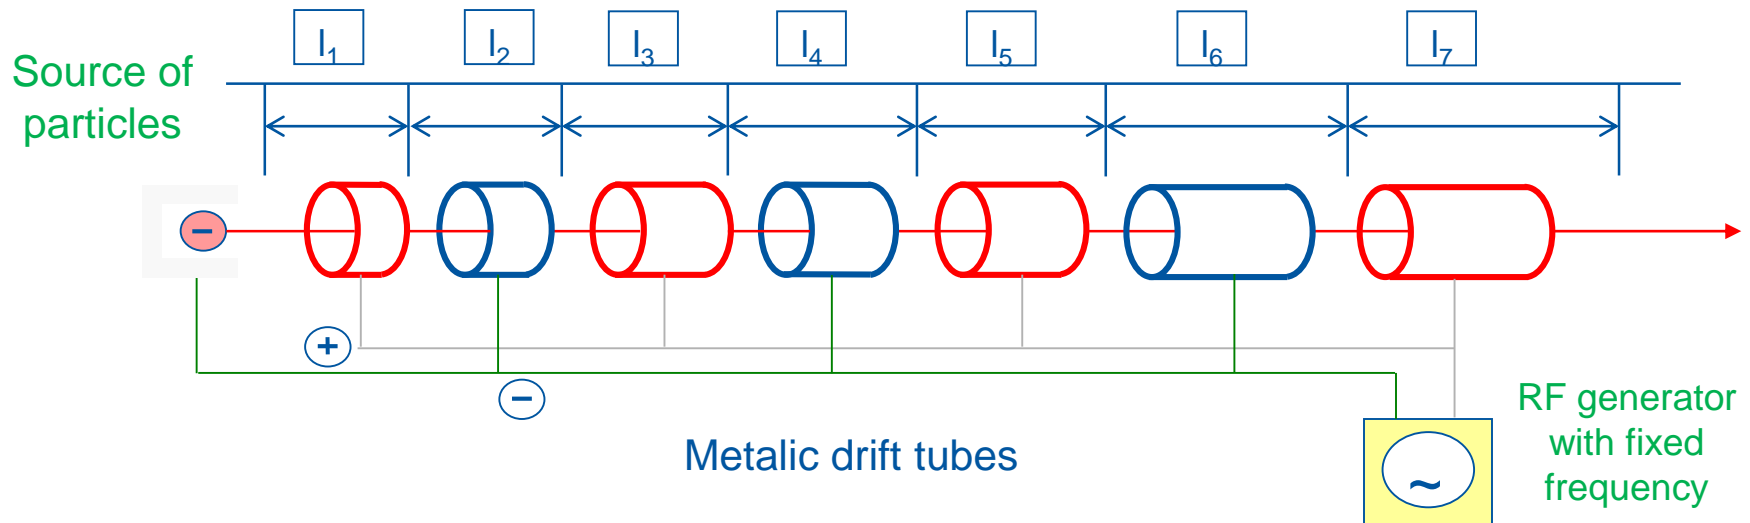 l₁ l₂ l₃ l₄ l₅ l₆ l₇
Source of
particles
−
+
−
RF generator
with fixed
frequency
Metalic drift tubes
~